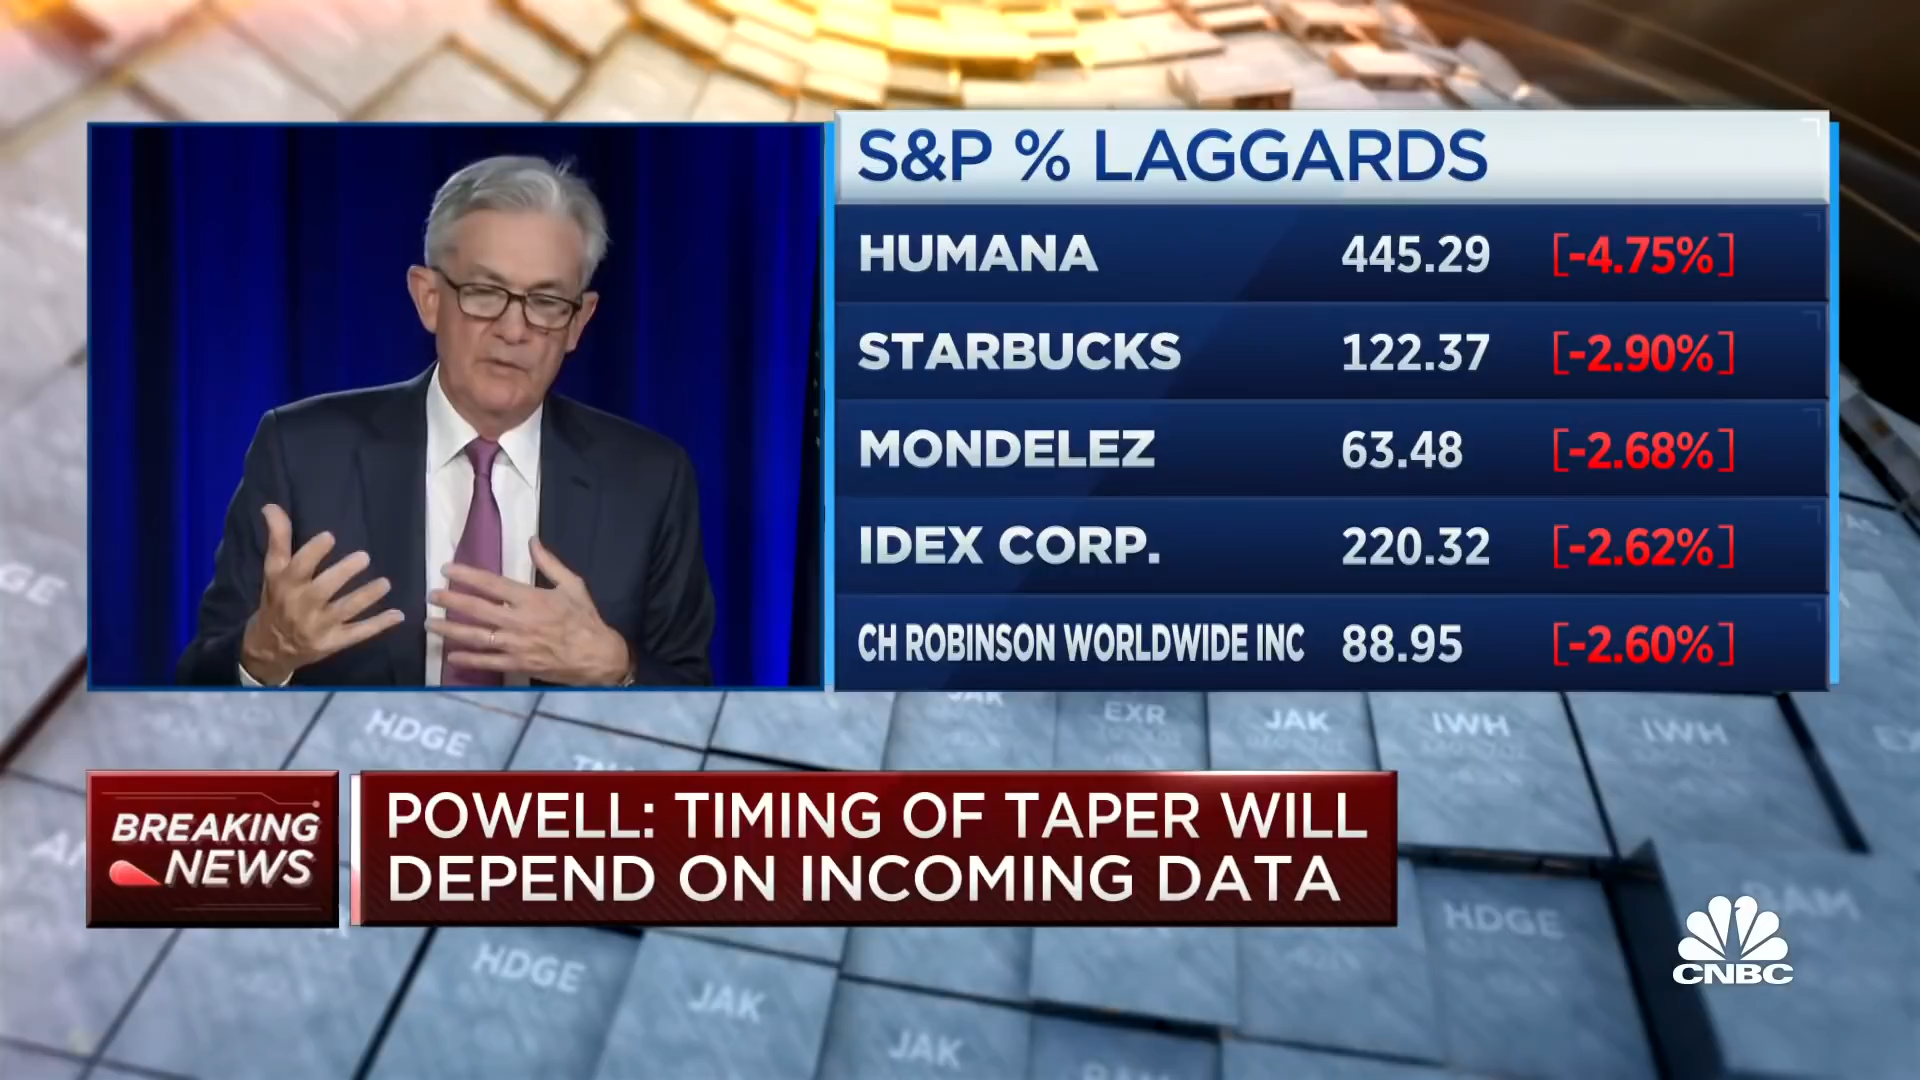 S&P % LAGGARDS
HUMANA 445.29 [-4.75%]
STARBUCKS 122.37 [-2.90%]
MONDELEZ 63.48 [-2.68%]
IDEX CORP. 220.32 [-2.62%]
CH ROBINSON WORLDWIDE INC 88.95 [-2.60%]
JAK
HDGE
EXR
JAK
IWH
IWH
BREAKING
NEWS
POWELL: TIMING OF TAPER WILL
DEPEND ON INCOMING DATA
HDGE
HDGE
JAK
JAK
CNBC